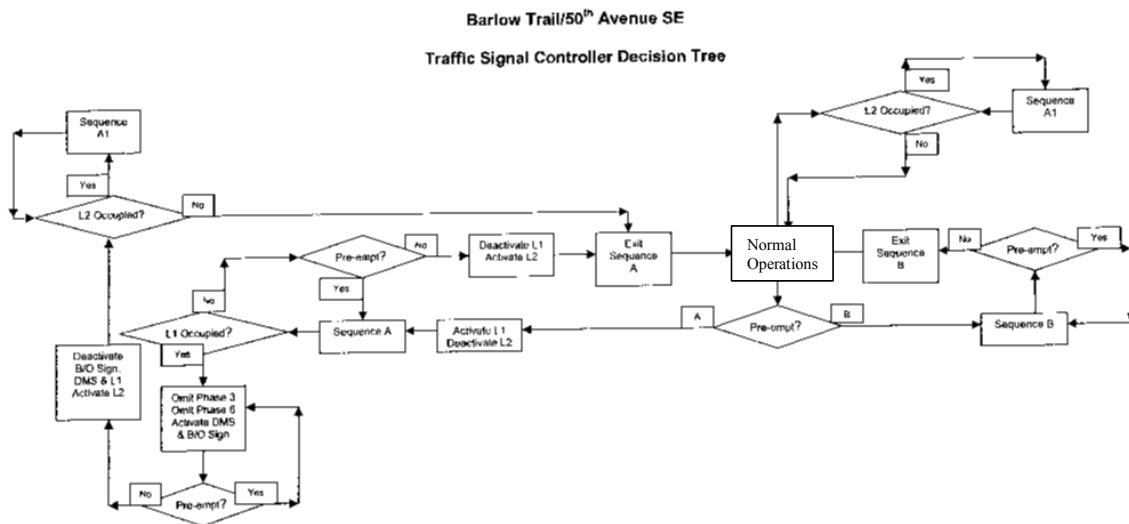 Barlow Trail/50th Avenue SE
Traffic Signal Controller Decision Tree
Yes
L2 Occupied?
Sequence
A1
No
Sequence
A1
Yes
L2 Occupied?
No
Pre-empt?
No
Yes
Deactivate L1
Activate L2
Exit
Sequence
A
Normal
Operations
Exit
Sequence
B
No
Pre-empt?
Yes
No
L1 Occupied?
Yes
Sequence A
Activate L1
Deactivate L2
A
Pre-empt?
B
Sequence B
Deactivate
B/O Sign.
DMS & L1
Activate L2
Omit Phase 3
Omit Phase 6
Activate DMS
& B/O Sign
No
Pre-empt?
Yes